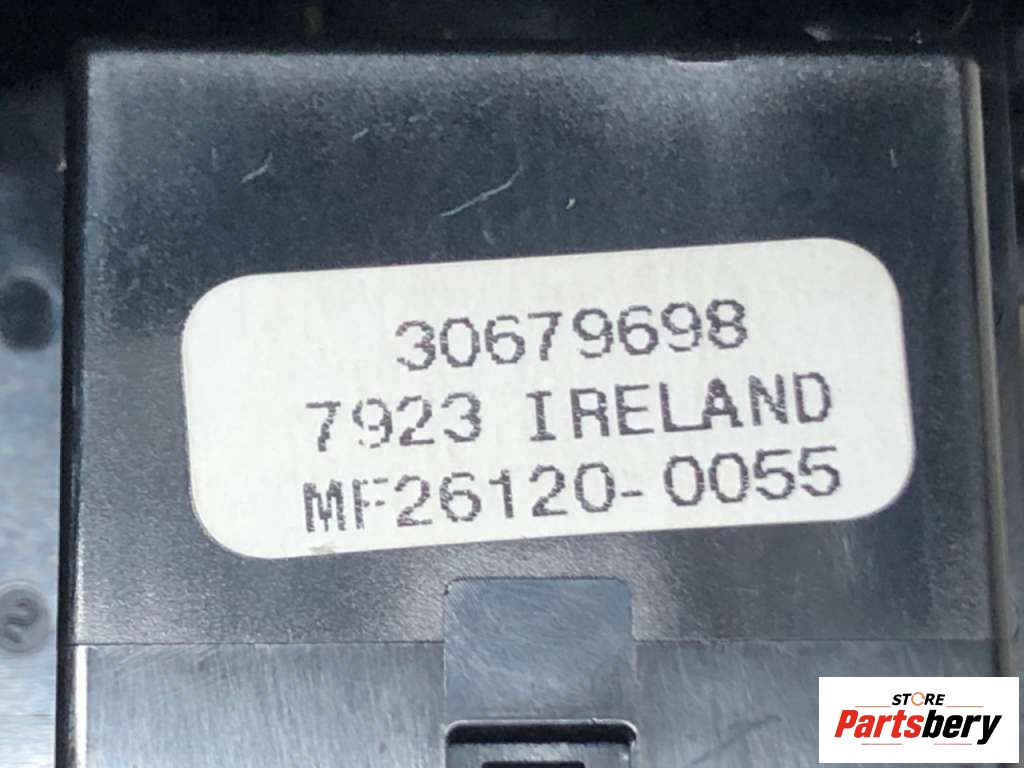 30679698
7923 IRELAND
MF26120-0055
STORE
Partsbery